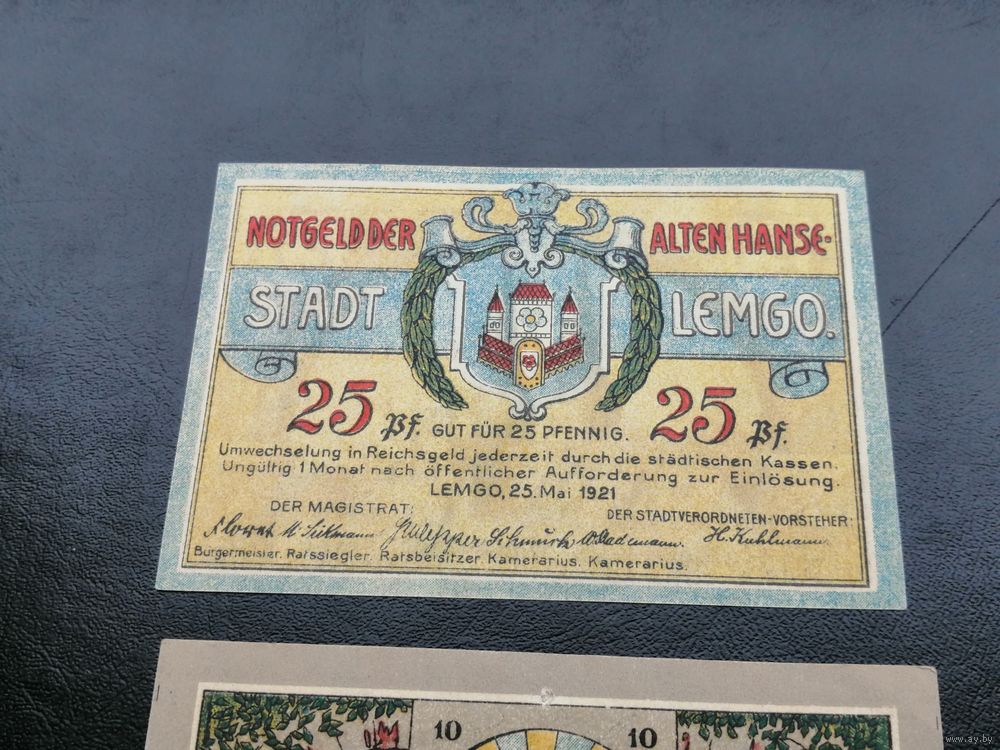 NOTGELD DER ALTEN HANSE-
STADT LEMGO.
25 Pf. GUT FÜR 25 PFENNIG. 25 Pf.
Umwechselung in Reichsgeld jederzeit durch die städtischen Kassen.
Ungültig 1 Monat nach öffentlicher Aufforderung zur Einlösung.
LEMGO, 25. Mai 1921
DER MAGISTRAT: DER STADTVERORDNETEN-VORSTEHER:
H. Kuhlmann.
Bürgermeister. Ratssiegler. Ratsbeisitzer. Kamerarius. Kamerarius.
10 10
www.ay.by